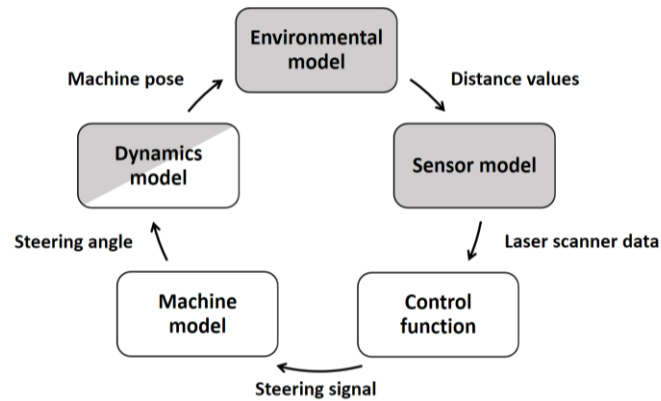 Environmental
model
Machine pose
Distance values
Dynamics
model
Sensor model
Steering angle
Laser scanner data
Machine
model
Control
function
Steering signal